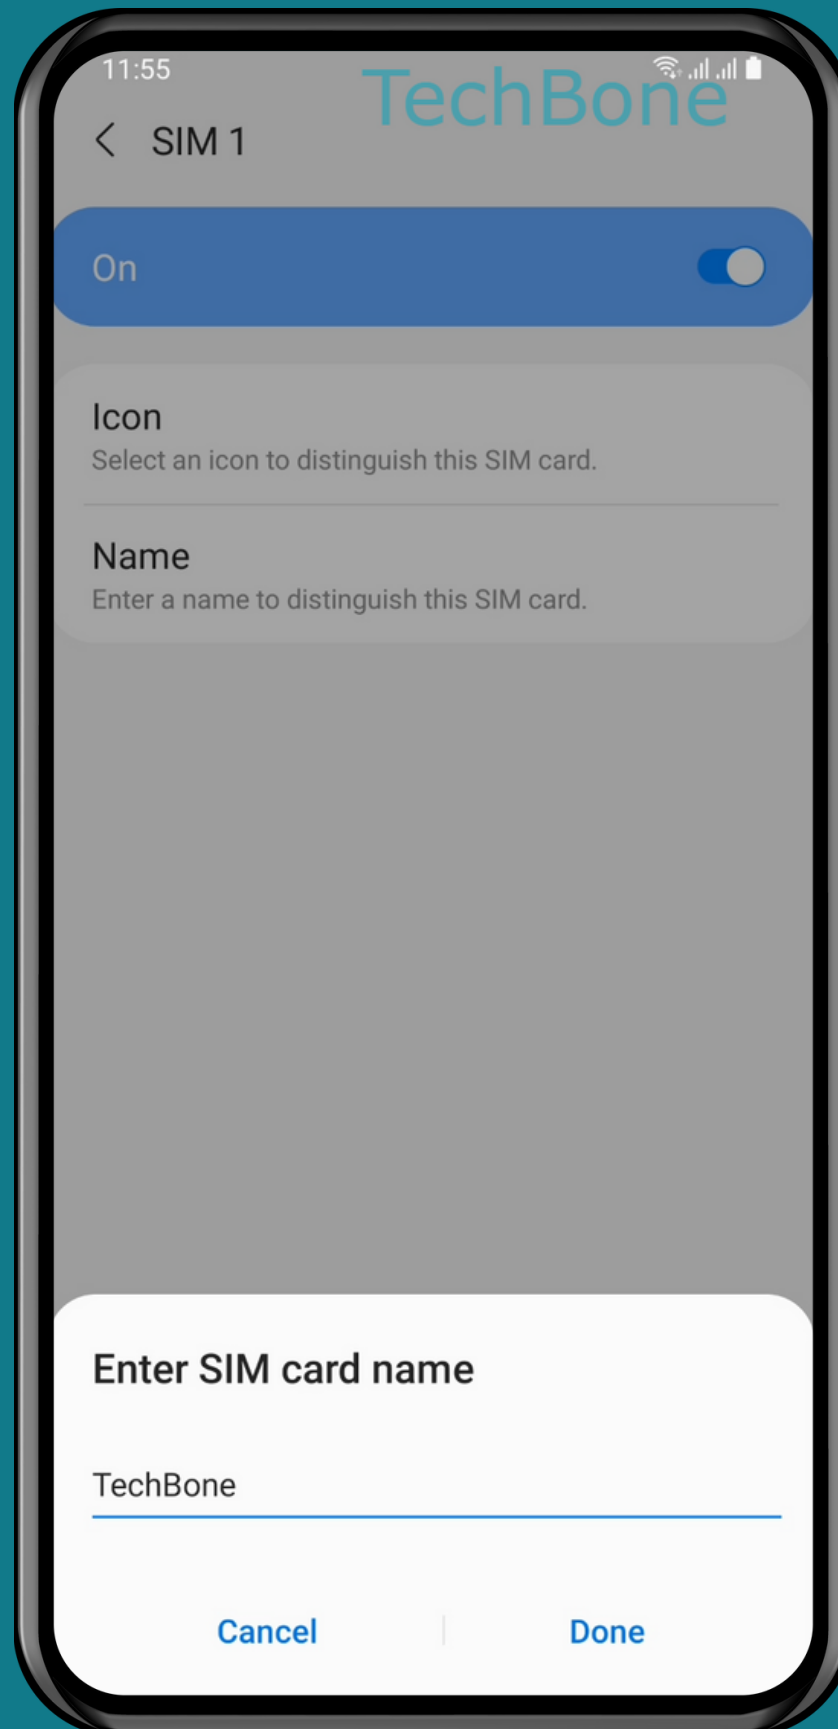 11:55
TechBone
SIM 1
On
Icon
Select an icon to distinguish this SIM card.
Name
Enter a name to distinguish this SIM card.
Enter SIM card name
TechBone
Cancel
Done